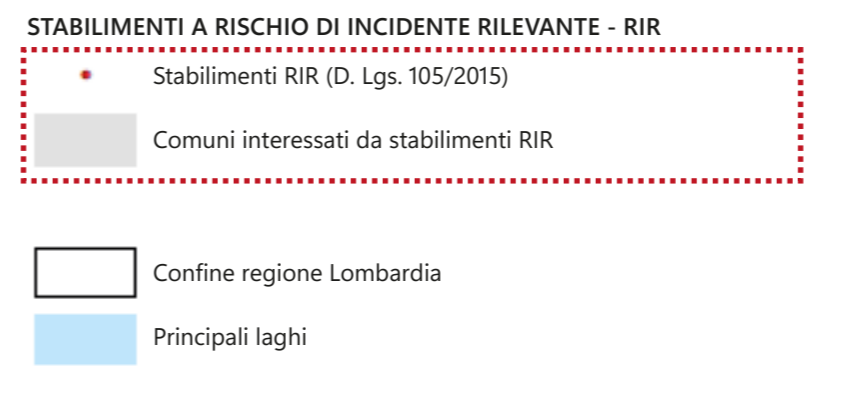 STABILIMENTI A RISCHIO DI INCIDENTE RILEVANTE - RIR
Stabilimenti RIR (D. Lgs. 105/2015)
Comuni interessati da stabilimenti RIR
Confine regione Lombardia
Principali laghi